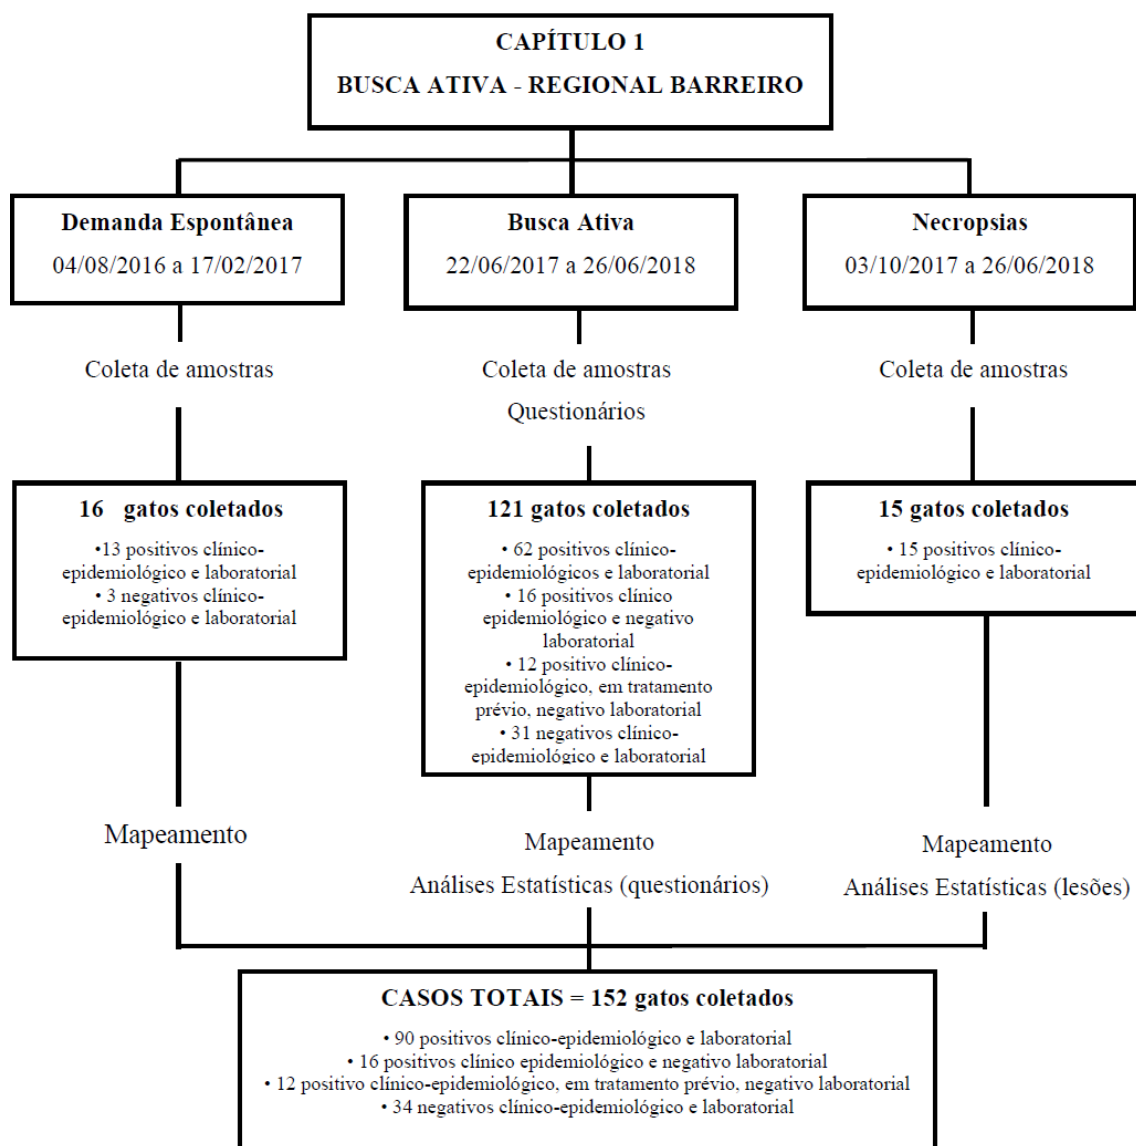 CAPÍTULO 1
BUSCA ATIVA - REGIONAL BARREIRO
Demanda Espontânea
04/08/2016 a 17/02/2017
Busca Ativa
22/06/2017 a 26/06/2018
Necropsias
03/10/2017 a 26/06/2018
Coleta de amostras
Coleta de amostras
Questionários
Coleta de amostras
16 gatos coletados
•13 positivos clínico-
epidemiológico e laboratorial
• 3 negativos clínico-
epidemiológico e laboratorial
121 gatos coletados
• 62 positivos clínico-
epidemiológicos e laboratorial
• 16 positivos clínico
epidemiológico e negativo
laboratorial
• 12 positivo clínico-
epidemiológico, em tratamento
prévio, negativo laboratorial
• 31 negativos clínico-
epidemiológico e laboratorial
15 gatos coletados
• 15 positivos clínico-
epidemiológico e laboratorial
Mapeamento
Mapeamento
Análises Estatísticas (questionários)
Mapeamento
Análises Estatísticas (lesões)
CASOS TOTAIS = 152 gatos coletados
• 90 positivos clínico-epidemiológico e laboratorial
• 16 positivos clínico epidemiológico e negativo laboratorial
• 12 positivo clínico-epidemiológico, em tratamento prévio, negativo laboratorial
• 34 negativos clínico-epidemiológico e laboratorial